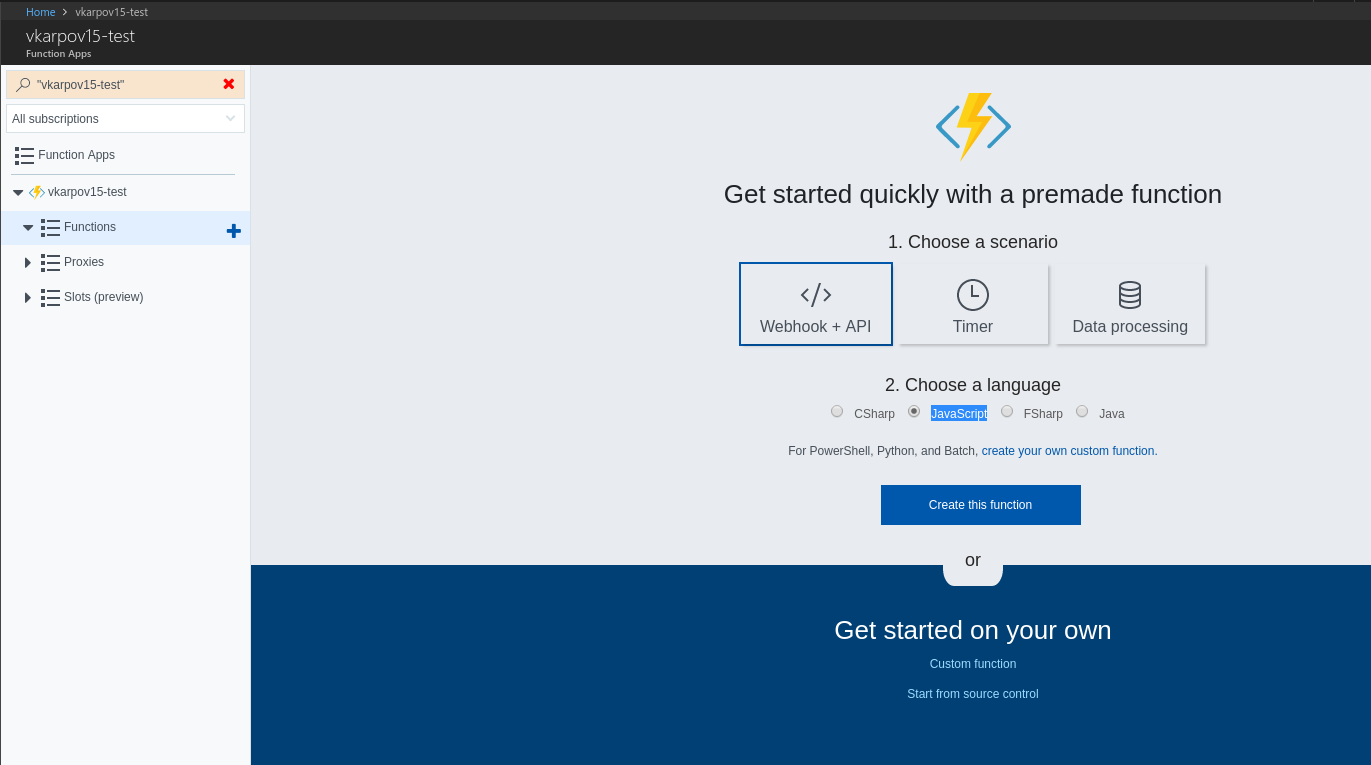 Home > vkarpov15-test
vkarpov15-test
Function Apps
"vkarpov15-test"
All subscriptions
Function Apps
vkarpov15-test
Functions
Proxies
Slots (preview)
Get started quickly with a premade function
1. Choose a scenario
Webhook + API Timer Data processing
2. Choose a language
CSharp JavaScript FSharp Java
For PowerShell, Python, and Batch, create your own custom function.
Create this function
or
Get started on your own
Custom function
Start from source control